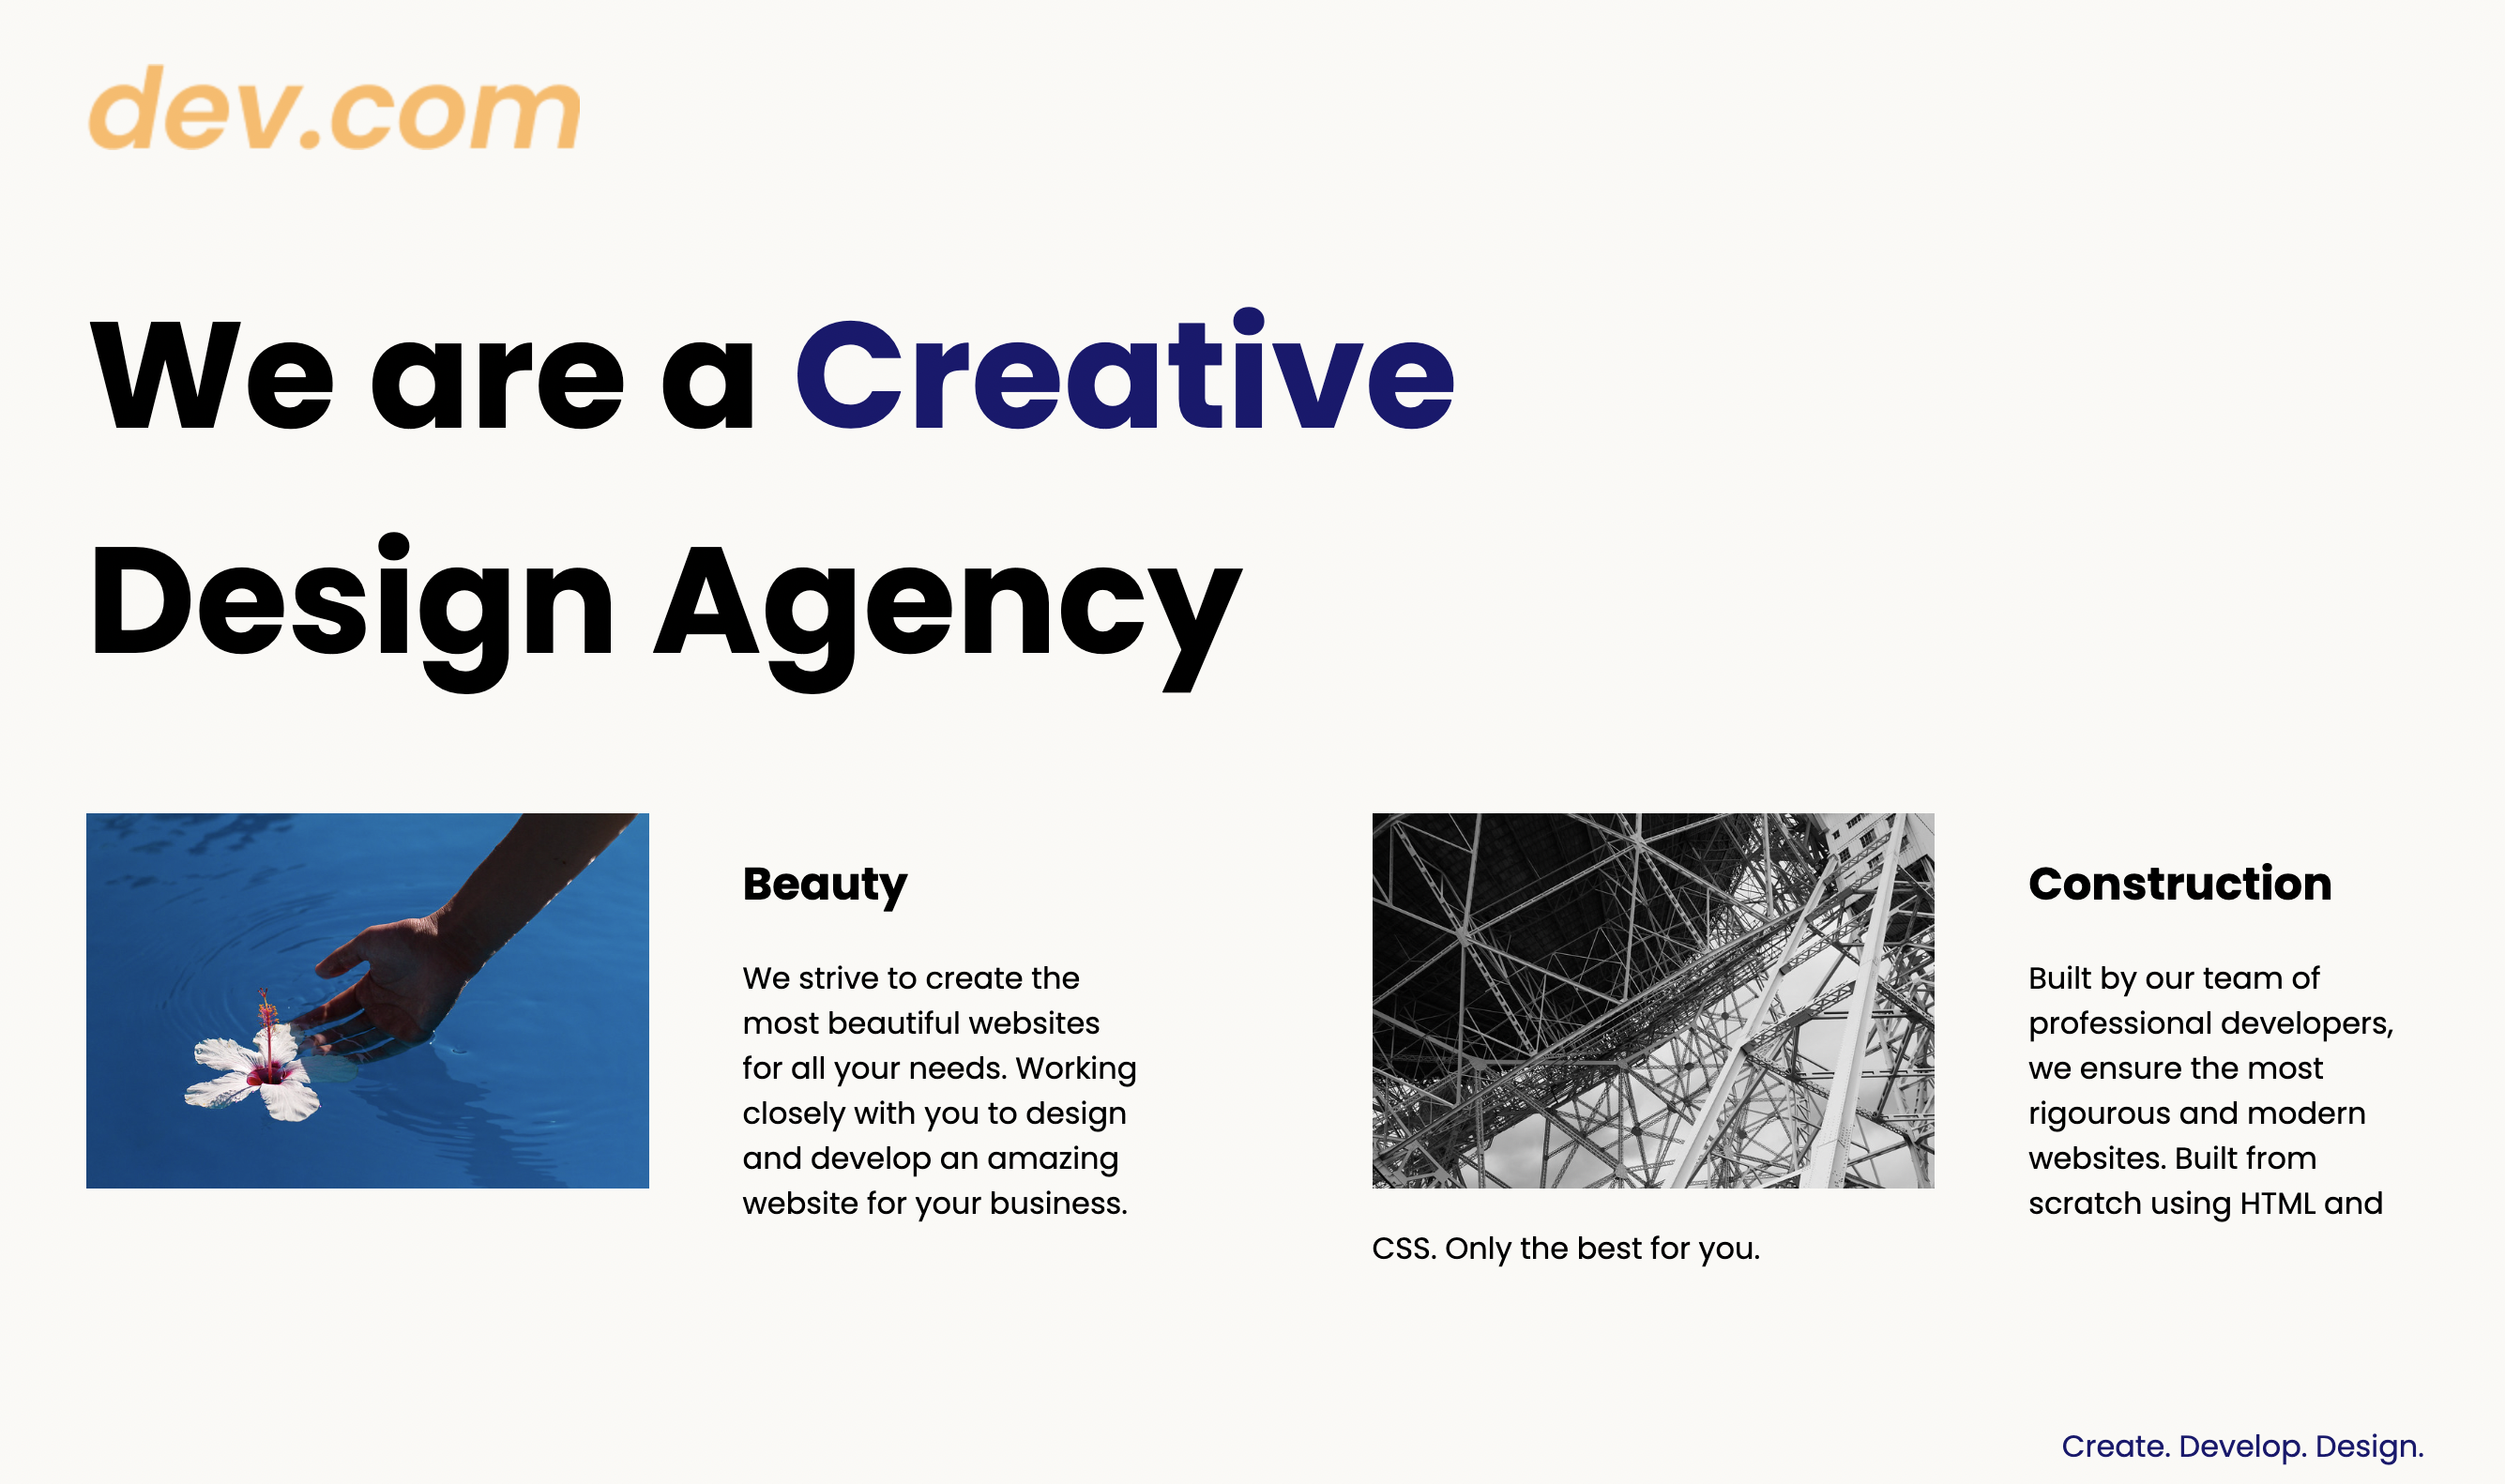 dev.com
We are a Creative
Design Agency
Beauty
We strive to create the
most beautiful websites
for all your needs. Working
closely with you to design
and develop an amazing
website for your business.
Construction
Built by our team of
professional developers,
we ensure the most
rigourous and modern
websites. Built from
scratch using HTML and
CSS. Only the best for you.
Create. Develop. Design.